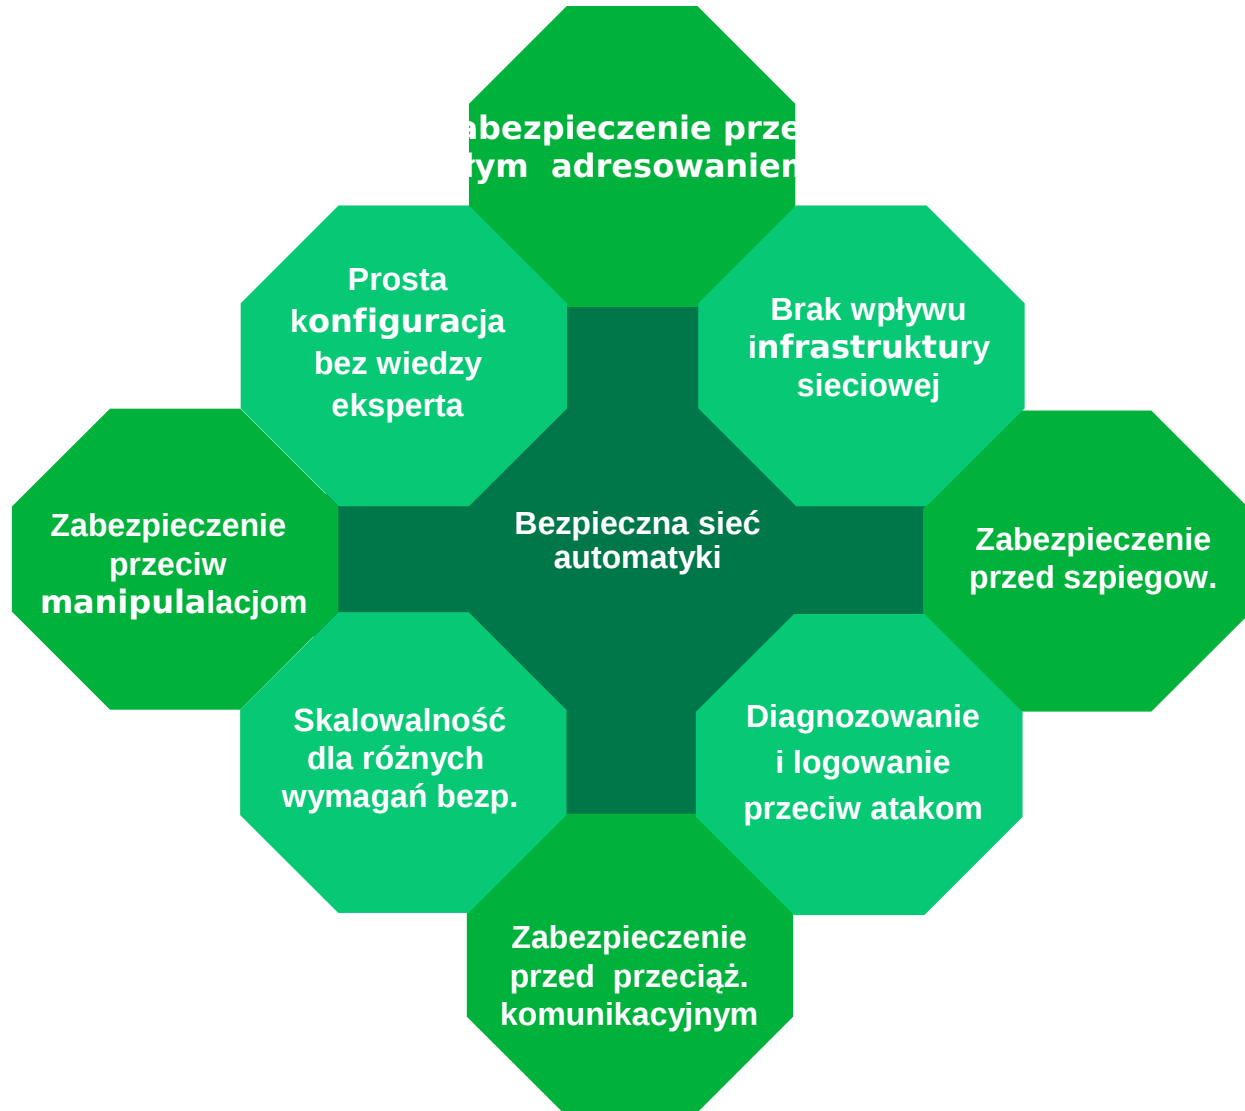 abezpieczenie prze
łym adresowaniem
Prosta
konfiguracja
bez wiedzy
eksperta
Brak wpływu
infrastruktury
sieciowej
Zabezpieczenie
przeciw
manipulalacjom
Bezpieczna sieć
automatyki
Zabezpieczenie
przed szpiegow.
Skalowalność
dla różnych
wymagań bezp.
Diagnozowanie
i logowanie
przeciw atakom
Zabezpieczenie
przed przeciąż.
komunikacyjnym